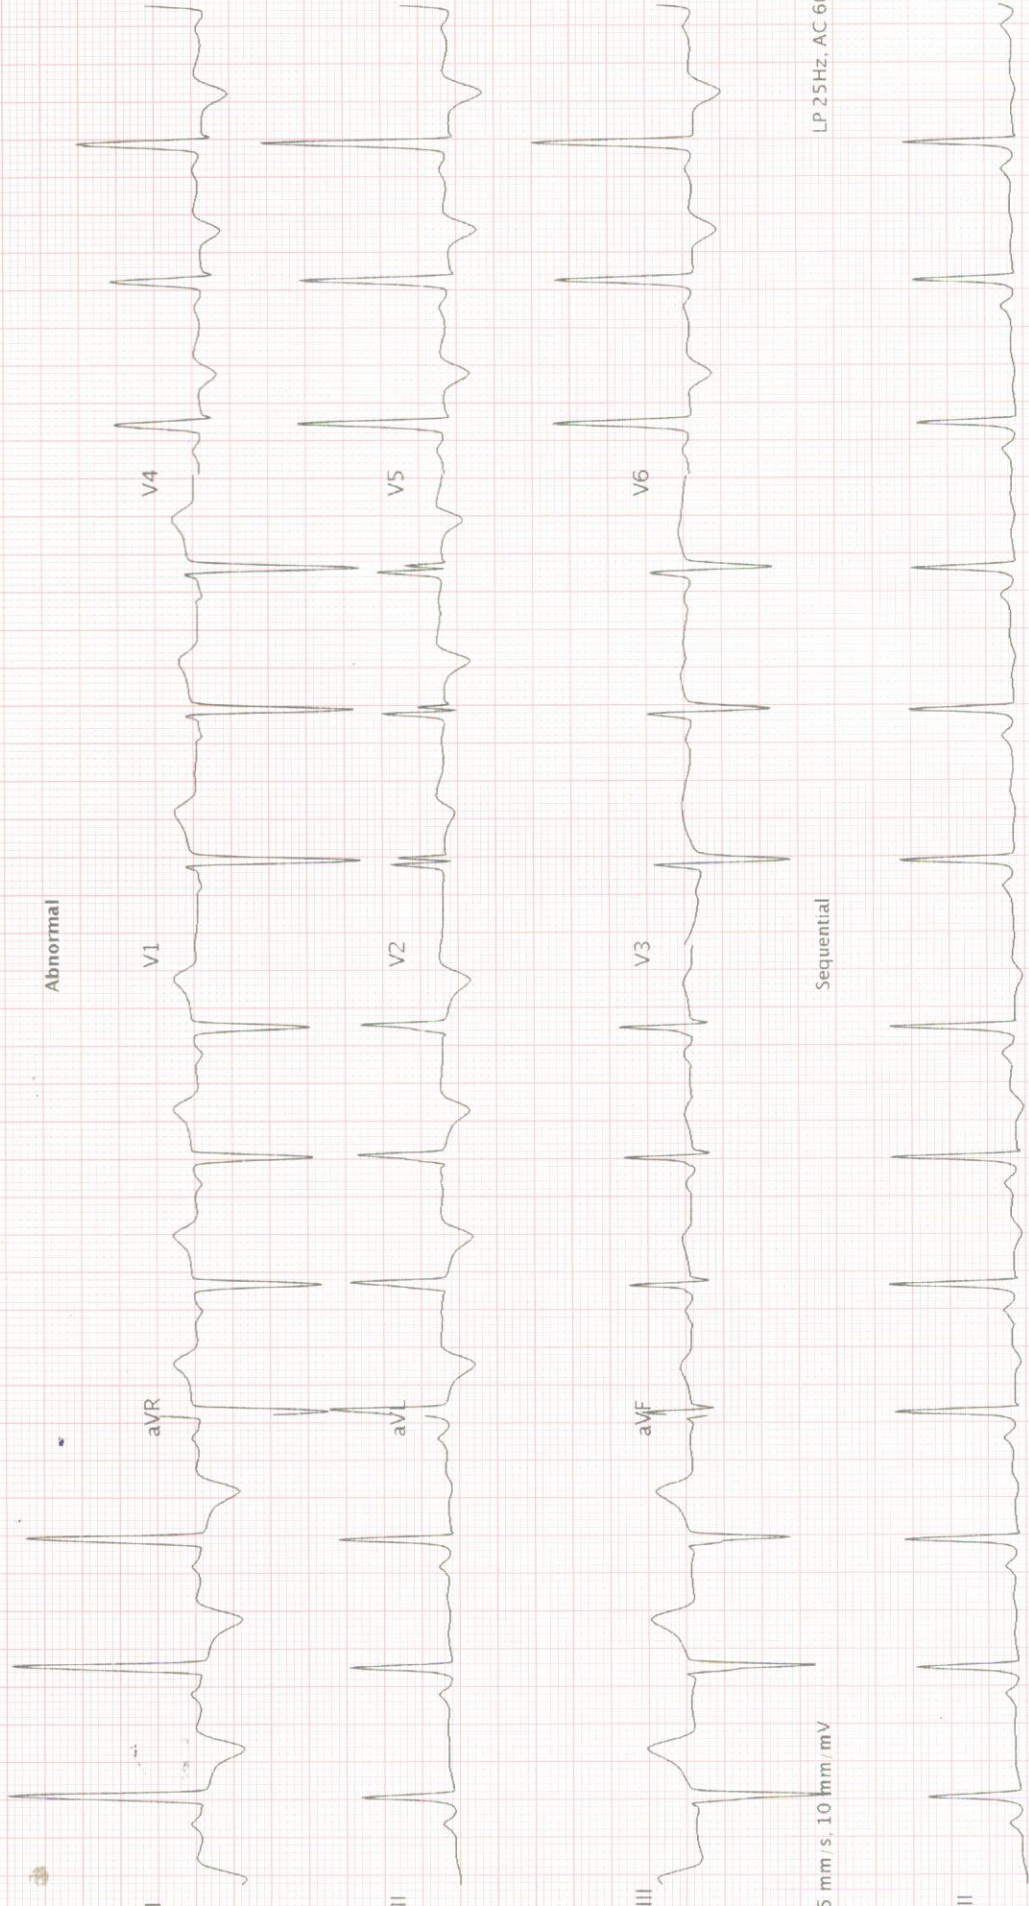 Abnormal
I
aVR
V1
V4
II
aVL
V2
V5
III
aVF
V3
V6
5 mm/s, 10 mm/mV
Sequential
LP 25Hz, AC
II